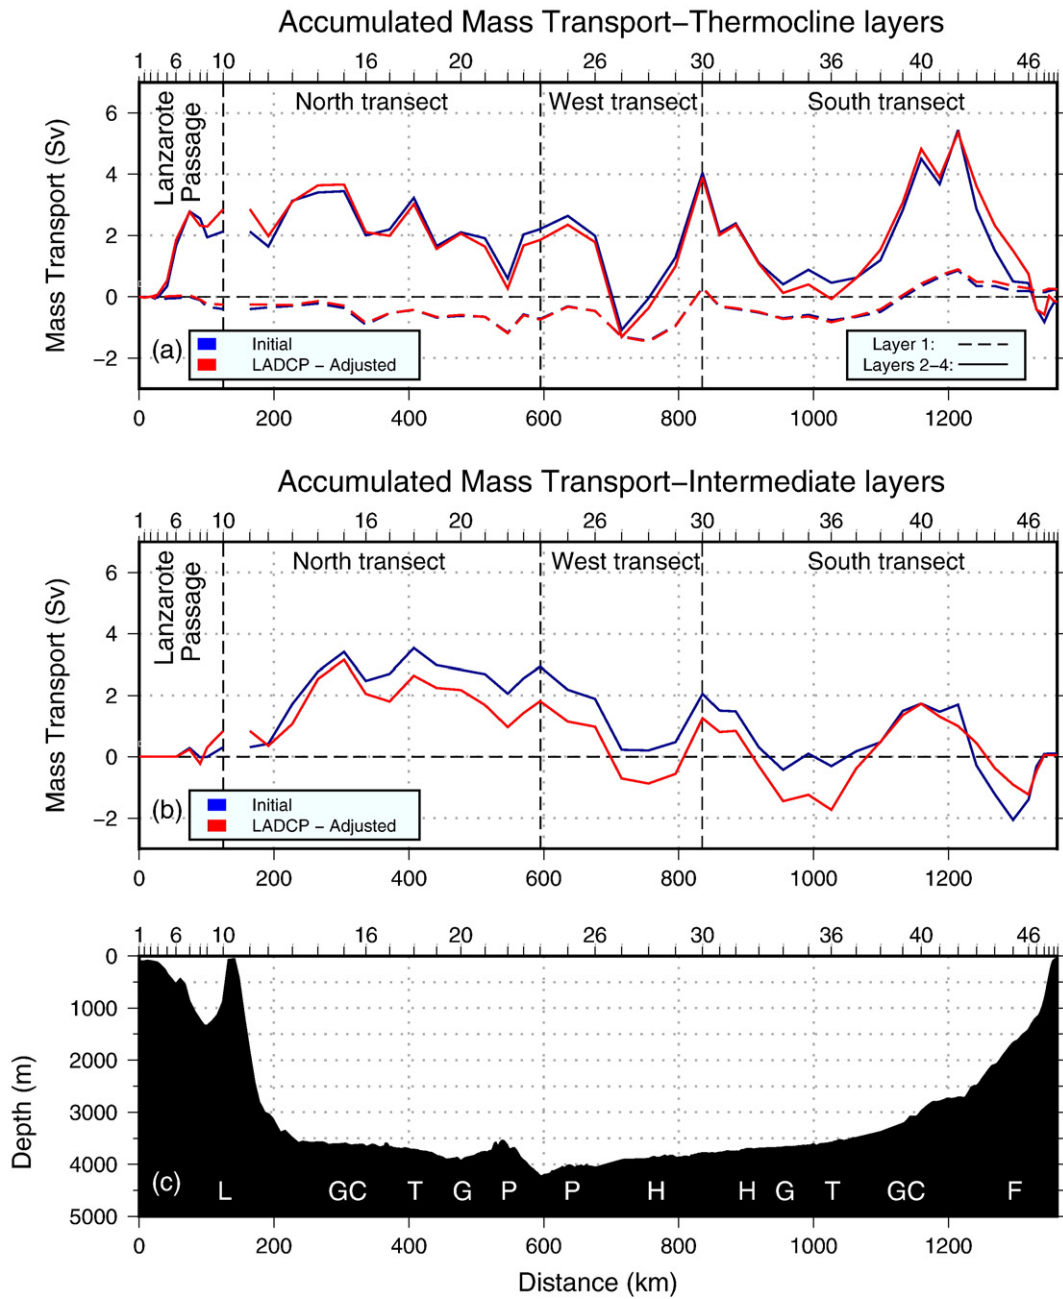 Accumulated Mass Transport−Thermocline layers
1 6 10 16 20 26 30 31 36 40 46
Mass Transport (Sv)
6
4
2
0
−2
Lanzarote
Passage
North transect
West transect
South transect
(a)
Initial
LADCP − Adjusted
Layer 1:
Layers 2−4:
0 200 400 600 800 1000 1200
Accumulated Mass Transport−Intermediate layers
1 6 10 16 20 26 30 36 40 46
Mass Transport (Sv)
6
4
2
0
−2
Lanzarote
Passage
North transect
West transect
South transect
(b)
Initial
LADCP − Adjusted
0 200 400 600 800 1000 1200
1 6 10 16 20 26 30 36 40 46
Depth (m)
0
1000
2000
3000
4000
5000
(c)
L GC T G P P H H G T GC F
0 200 400 600 800 1000 1200
Distance (km)